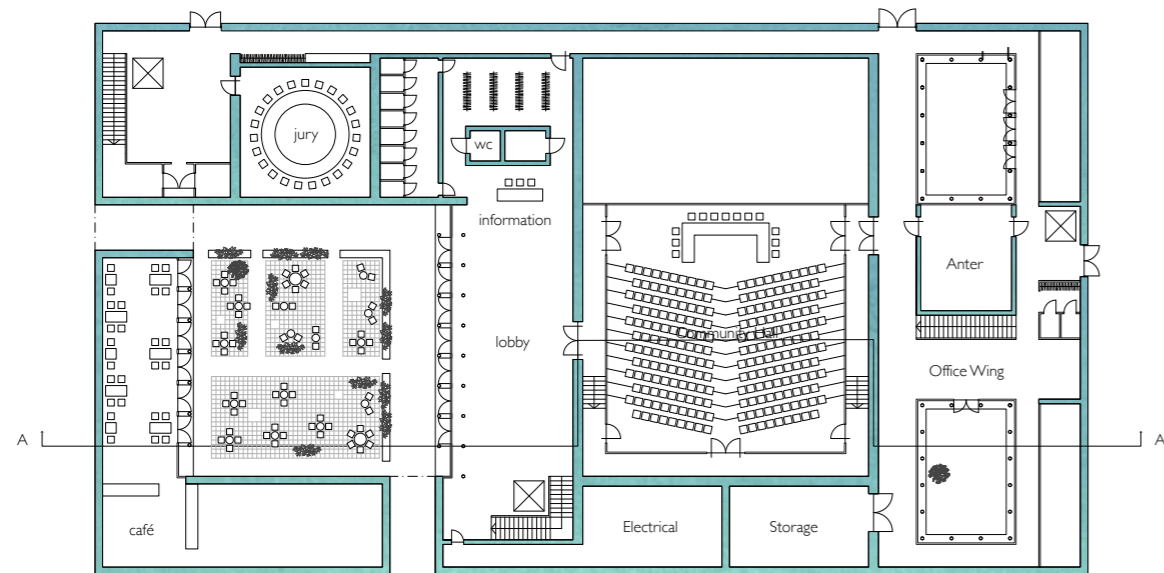 jury
wc
information
Anter
lobby
Community Hall
Office Wing
A
A
café
Electrical
Storage